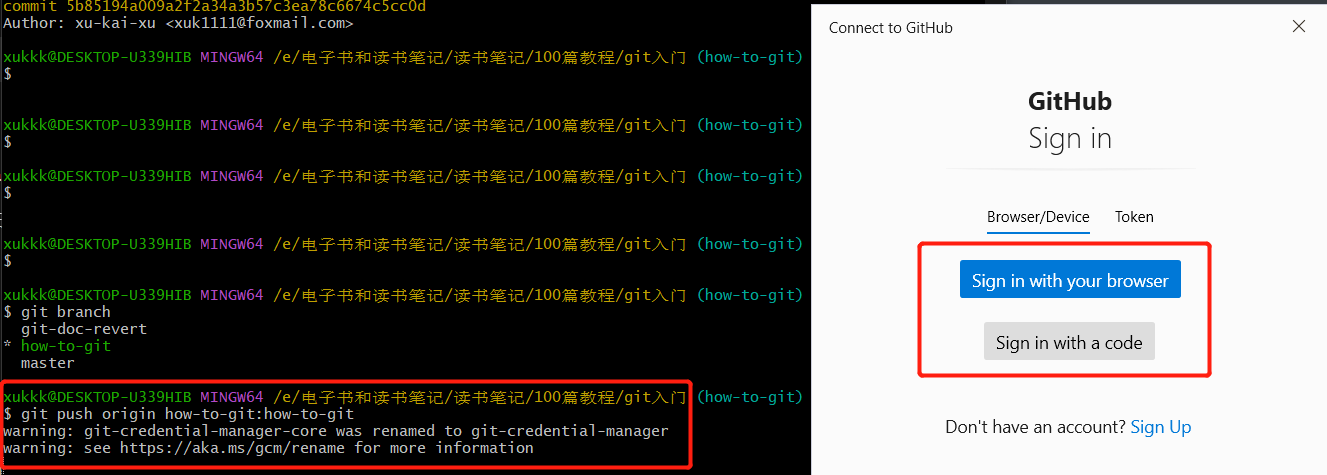 commit 5b85194a009a2f2a34a3b57c3ea78c6674c5cc0d
Author: xu-kai-xu <xuk1111@foxmail.com>
xukkk@DESKTOP-U339HIB MINGW64 /e/电子书和读书笔记/读书笔记/100篇教程/git入门 (how-to-git)
$
xukkk@DESKTOP-U339HIB MINGW64 /e/电子书和读书笔记/读书笔记/100篇教程/git入门 (how-to-git)
$
xukkk@DESKTOP-U339HIB MINGW64 /e/电子书和读书笔记/读书笔记/100篇教程/git入门 (how-to-git)
$
xukkk@DESKTOP-U339HIB MINGW64 /e/电子书和读书笔记/读书笔记/100篇教程/git入门 (how-to-git)
$
xukkk@DESKTOP-U339HIB MINGW64 /e/电子书和读书笔记/读书笔记/100篇教程/git入门 (how-to-git)
$ git branch
  git-doc-revert
* how-to-git
  master
xukkk@DESKTOP-U339HIB MINGW64 /e/电子书和读书笔记/读书笔记/100篇教程/git入门 (how-to-git)
$ git push origin how-to-git:how-to-git
warning: git-credential-manager-core was renamed to git-credential-manager
warning: see https://aka.ms/gcm/rename for more information
Connect to GitHub
GitHub
Sign in
Browser/Device Token
Sign in with your browser
Sign in with a code
Don't have an account? Sign Up